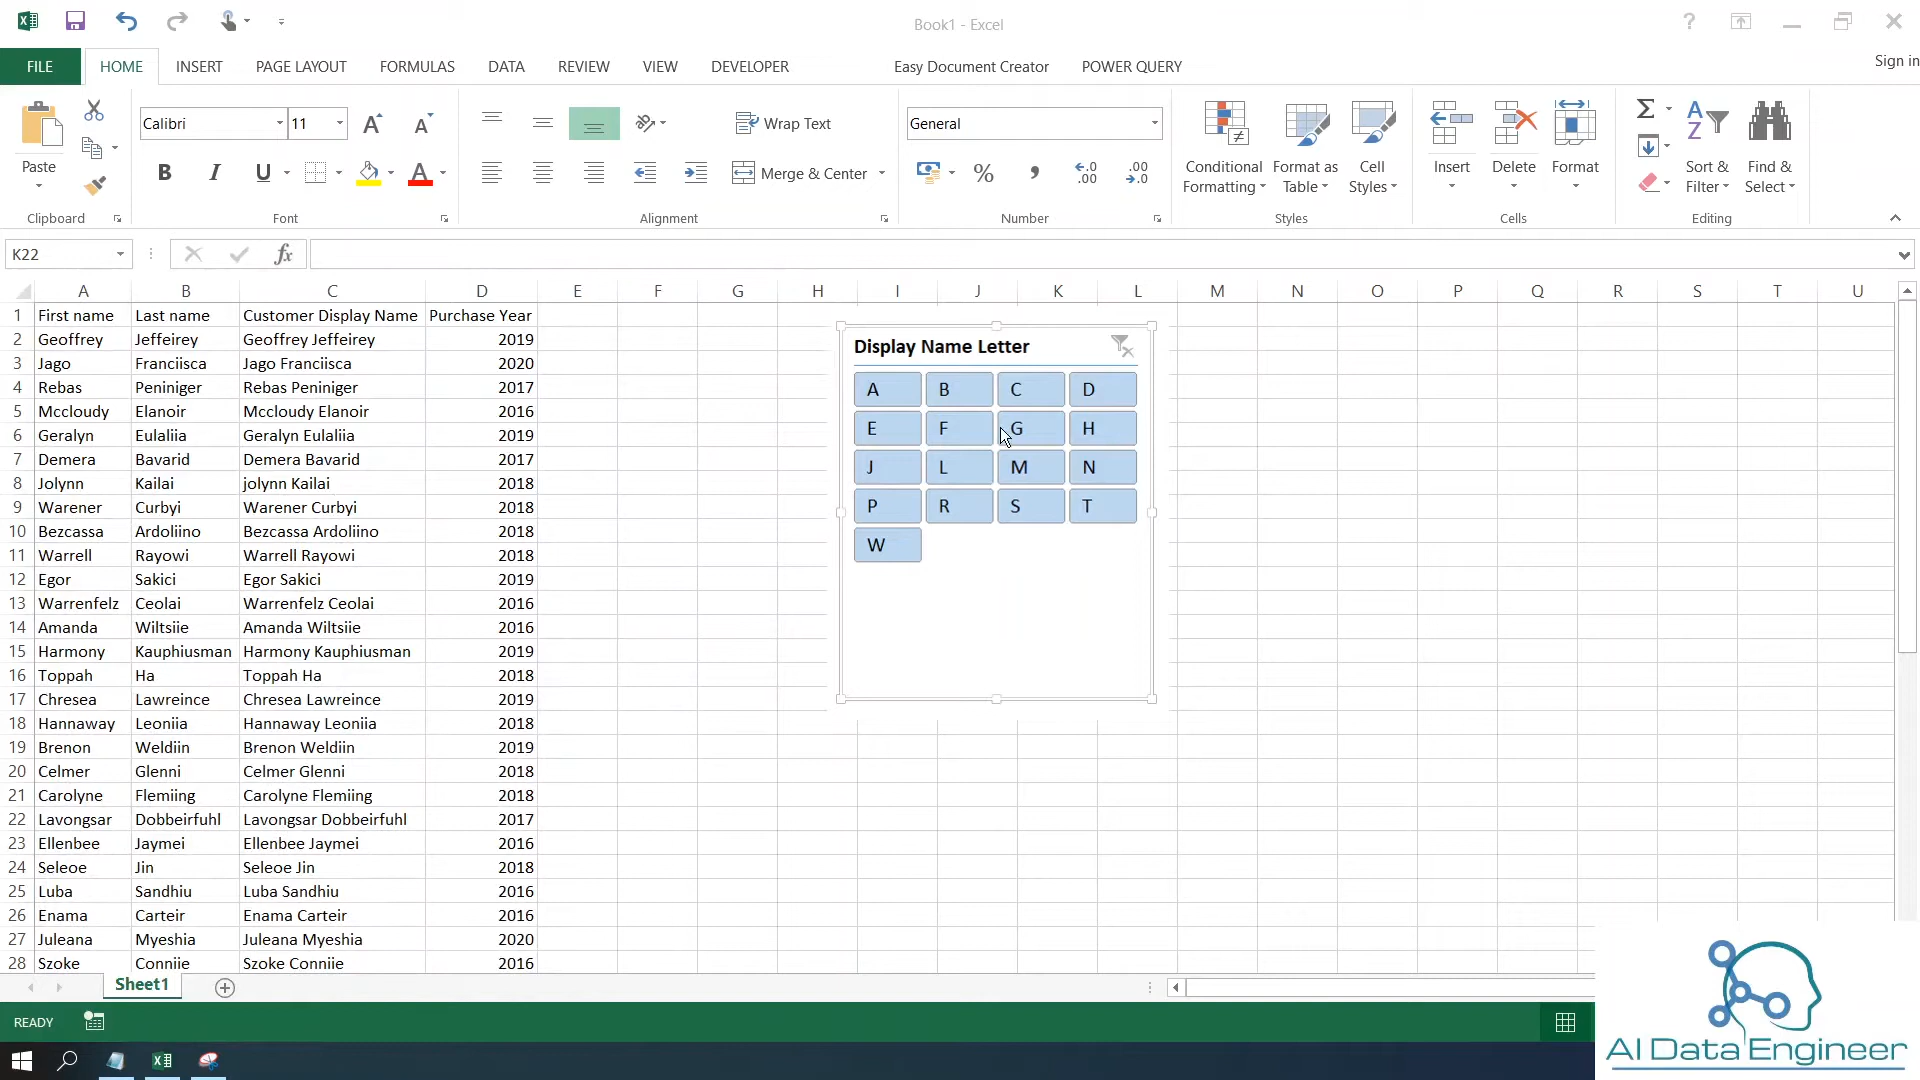 Book1 - Excel
Sign in
FILE HOME INSERT PAGE LAYOUT FORMULAS DATA REVIEW VIEW DEVELOPER Easy Document Creator POWER QUERY
Paste
Clipboard
Calibri 11
B I U A
Font
Wrap Text
Merge & Center
Alignment
General
% , .0 .00 .00 .0
Number
Conditional Formatting
Format as Table
Cell Styles
Styles
Insert
Delete
Format
Cells
Sort & Filter
Find & Select
Editing
K22 fx
A B C D E F G H I J K L M N O P Q R S T U
1 First name Last name Customer Display Name Purchase Year
2 Geoffrey Jeffeirey Geoffrey Jeffeirey 2019
3 Jago Franciisca Jago Franciisca 2020
4 Rebas Peniniger Rebas Peniniger 2017
5 Mccloudy Elanoir Mccloudy Elanoir 2016
6 Geralyn Eulaliia Geralyn Eulaliia 2019
7 Demera Bavarid Demera Bavarid 2017
8 Jolynn Kailai jolynn Kailai 2018
9 Warener Curbyi Warener Curbyi 2018
10 Bezcassa Ardoliino Bezcassa Ardoliino 2018
11 Warrell Rayowi Warrell Rayowi 2018
12 Egor Sakici Egor Sakici 2019
13 Warrenfelz Ceolai Warrenfelz Ceolai 2016
14 Amanda Wiltsiie Amanda Wiltsiie 2016
15 Harmony Kauphiusman Harmony Kauphiusman 2019
16 Toppah Ha Toppah Ha 2018
17 Chresea Lawreince Chresea Lawreince 2019
18 Hannaway Leoniia Hannaway Leoniia 2018
19 Brenon Weldiin Brenon Weldiin 2019
20 Celmer Glenni Celmer Glenni 2018
21 Carolyne Flemiing Carolyne Flemiing 2018
22 Lavongsar Dobbeirfuhl Lavongsar Dobbeirfuhl 2017
23 Ellenbee Jaymei Ellenbee Jaymei 2016
24 Seleoe Jin Seleoe Jin 2018
25 Luba Sandhiu Luba Sandhiu 2016
26 Enama Carteir Enama Carteir 2016
27 Juleana Myeshia Juleana Myeshia 2020
28 Szoke Conniie Szoke Conniie 2016
Display Name Letter
A B C D
E F G H
J L M N
P R S T
W
Sheet1
READY
AI Data Engineer